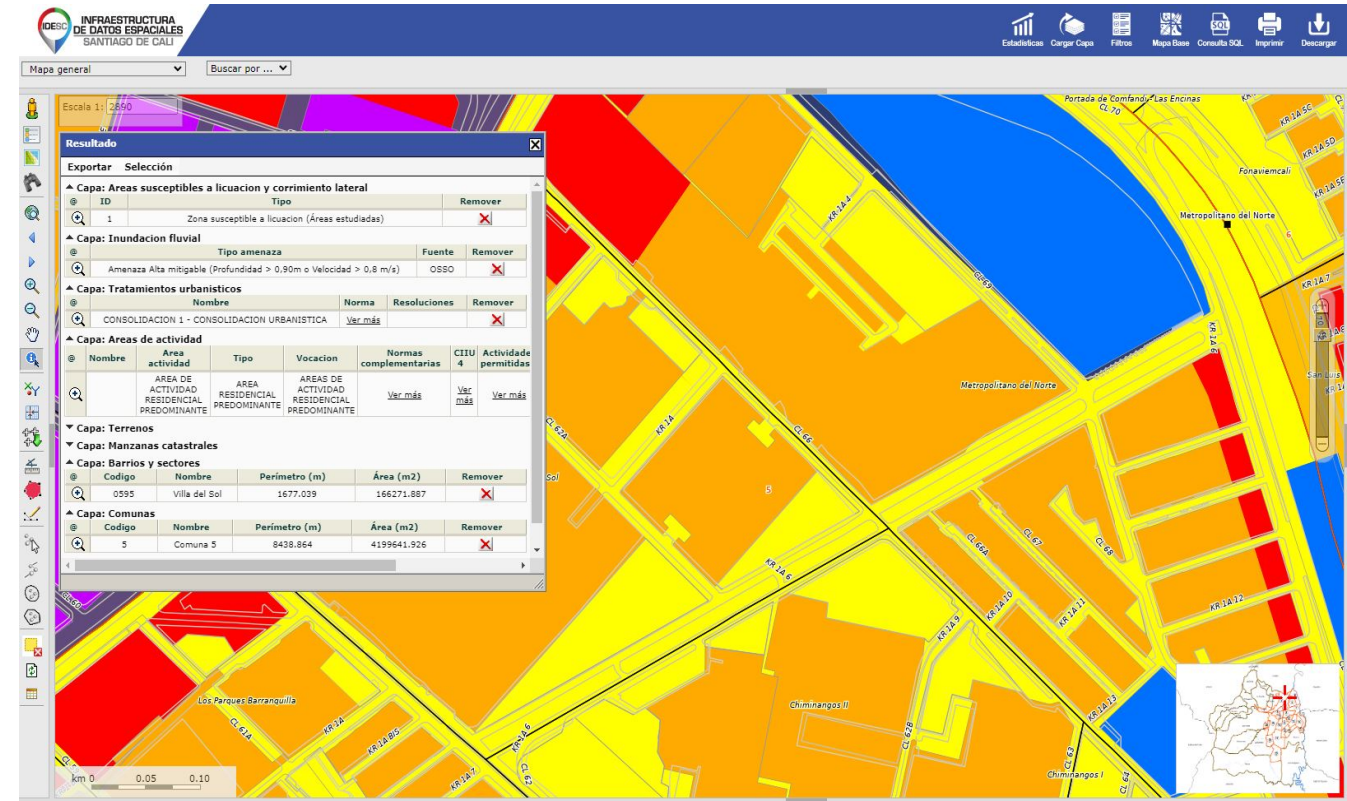 IDESC
INFRAESTRUCTURA
DE DATOS ESPACIALES
SANTIAGO DE CALI
Estadísticas Cargar Capa Filtros Mapa Base Consulta SQL Imprimir Descargar
Mapa general Buscar por ...
Escala 1: 2890
Resultado
Exportar Selección
Capa: Areas susceptibles a licuacion y corrimiento lateral
@ ID Tipo Remover
1 Zona susceptible a licuacion (Áreas estudiadas)
Capa: Inundacion fluvial
@ Tipo amenaza Fuente Remover
Amenaza Alta mitigable (Profundidad > 0,90m o Velocidad > 0,8 m/s) OSSO
Capa: Tratamientos urbanisticos
@ Nombre Norma Resoluciones Remover
CONSOLIDACION 1 - CONSOLIDACION URBANISTICA Ver más
Capa: Areas de actividad
@ Nombre Area actividad Tipo Vocacion Normas complementarias CIIU 4 Actividade permitidas
AREA DE ACTIVIDAD RESIDENCIAL PREDOMINANTE AREA RESIDENCIAL PREDOMINANTE AREAS DE ACTIVIDAD RESIDENCIAL PREDOMINANTE Ver más Ver más Ver más
Capa: Terrenos
Capa: Manzanas catastrales
Capa: Barrios y sectores
@ Codigo Nombre Perímetro (m) Área (m2) Remover
0595 Villa del Sol 1677.039 166271.887
Capa: Comunas
@ Codigo Nombre Perímetro (m) Área (m2) Remover
5 Comuna 5 8438.864 4199641.926
Portada de Comfandi-Las Encinas
CL 70
KR 1A 5C
KR 1A 5D
Fonaviemcali
KR 1A 5E
Metropolitano del Norte
6
KR 1A 4
CL 65
KR 1A 7
KR 1A 6
San Luis
Metropolitano del Norte
CL 62A
KR 1A
CL 66
Sol
5
CL 66A
CL 67
CL 68
KR 1A 6
KR 1A 10
KR 1A 11
KR 1A 12
KR 1A 9
CL 60
Los Parques Barranquilla
CL 61A
KR 1A
KR 1A BIS
KR 1A 6
Chiminangos II
CL 62B
KR 1A 13
CL 62
KR 1A 7
CL 63
Chiminangos I
CL 64
km 0 0.05 0.10